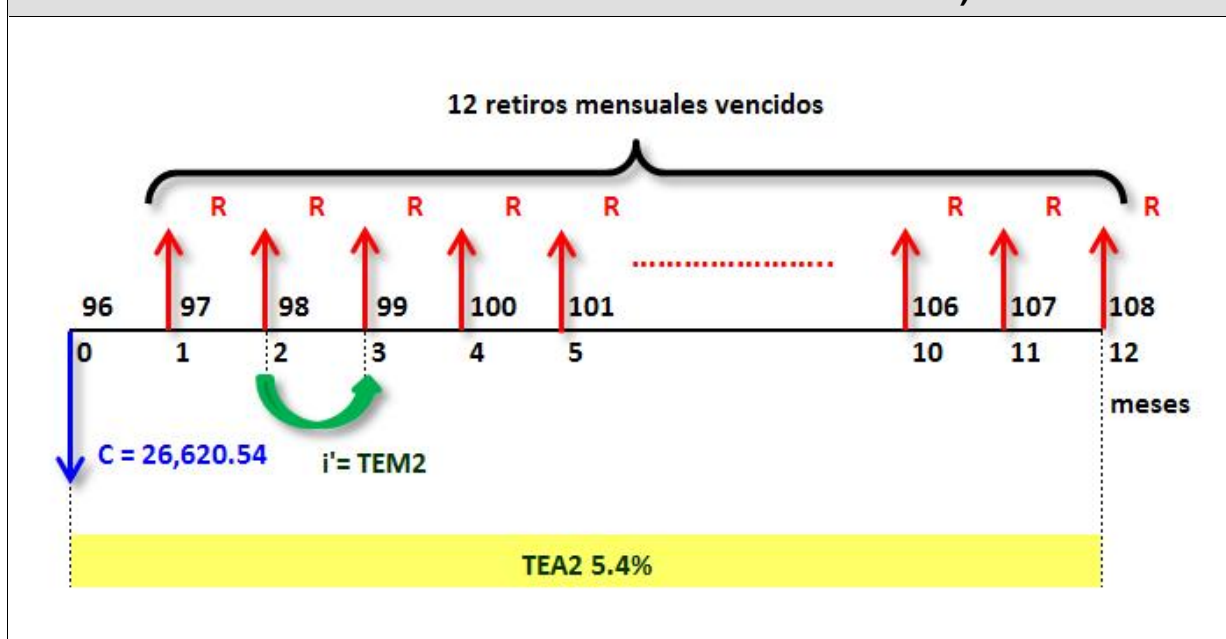 12 retiros mensuales vencidos
R R R R R R R R
96 97 98 99 100 101 106 107 108
0 1 2 3 4 5 10 11 12
meses
C = 26,620.54
i'= TEM2
TEA2 5.4%